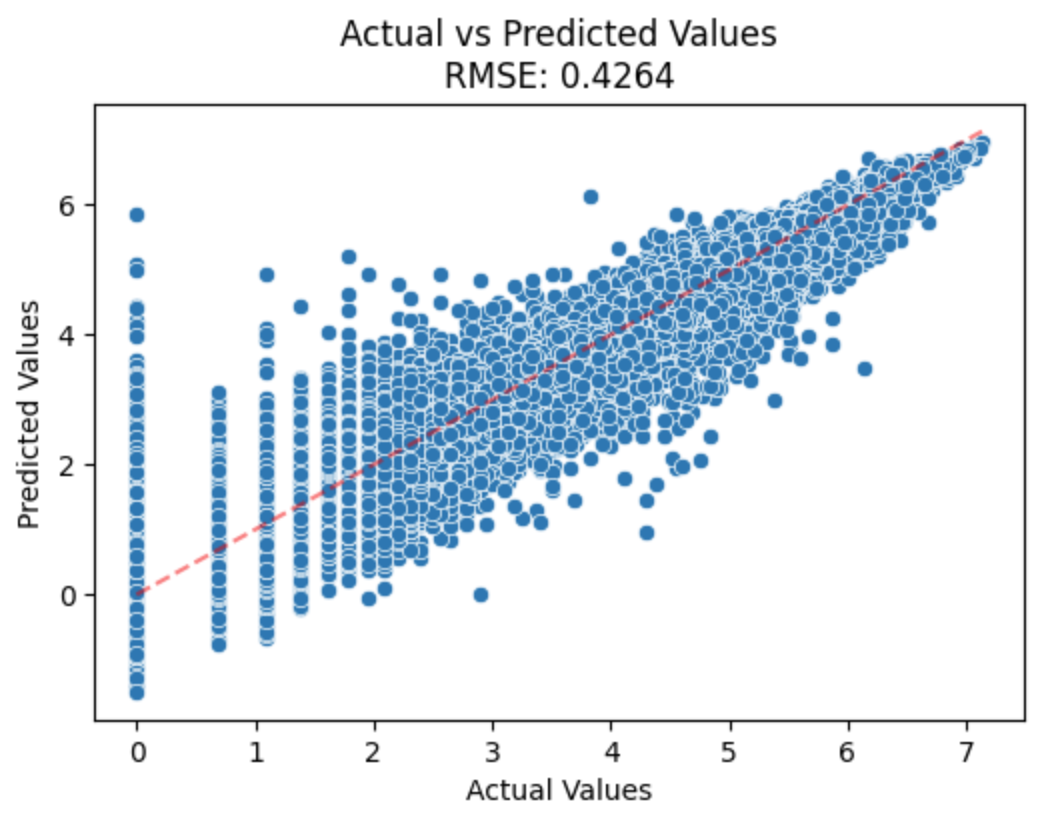 Actual vs Predicted Values
RMSE: 0.4264
6
4
2
0
Predicted Values
0 1 2 3 4 5 6 7
Actual Values